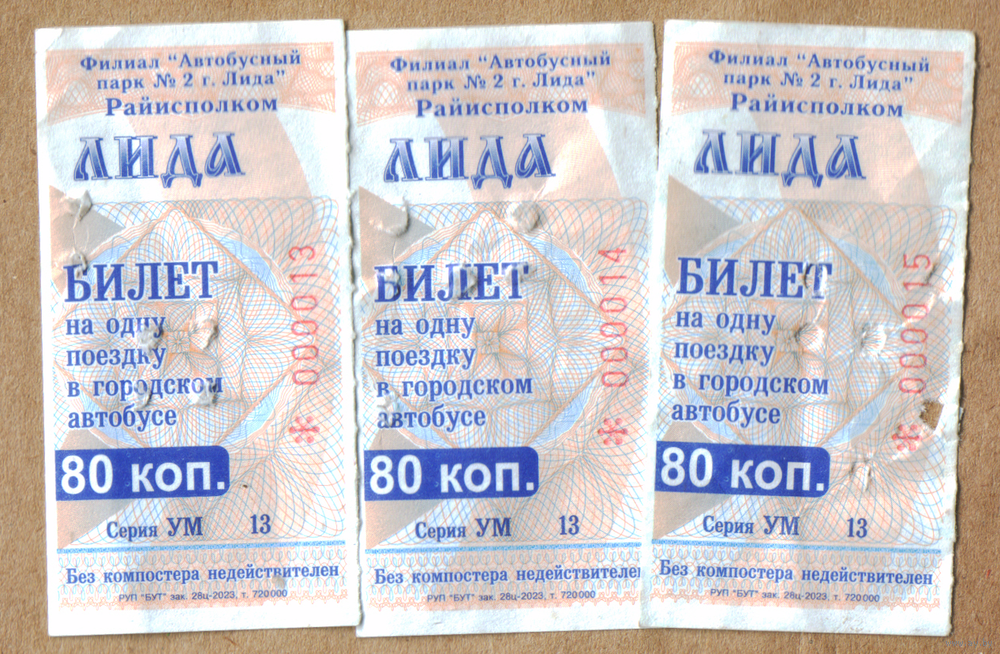 Филиал "Автобусный
парк № 2 г. Лида"
Райисполком
ЛИДА
БИЛЕТ
на одну
поездку
в городском
автобусе
* 000013
80 коп.
Серия УМ 13
Без компостера недействителен
РУП "БУТ" зак. 28ц-2023, т. 720000
Филиал "Автобусный
парк № 2 г. Лида"
Райисполком
ЛИДА
БИЛЕТ
на одну
поездку
в городском
автобусе
* 000014
80 коп.
Серия УМ 13
Без компостера недействителен
РУП "БУТ" зак. 28ц-2023, т. 720000
Филиал "Автобусный
парк № 2 г. Лида"
Райисполком
ЛИДА
БИЛЕТ
на одну
поездку
в городском
автобусе
* 000015
80 коп.
Серия УМ 13
Без компостера недействителен
РУП "БУТ" зак. 28ц-2023, т. 720000